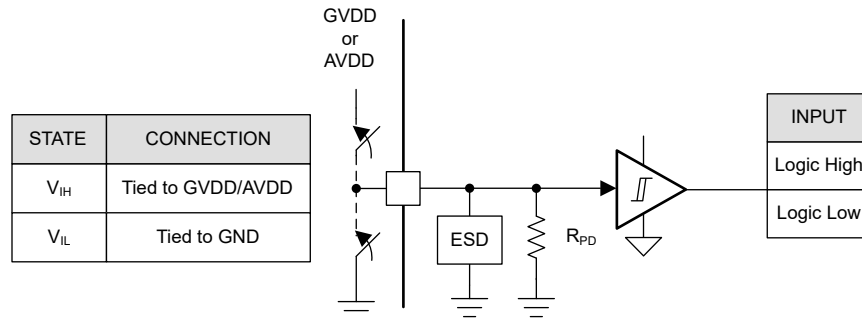 GVDD
or
AVDD
STATE CONNECTION
VIH Tied to GVDD/AVDD
VIL Tied to GND
ESD
RPD
INPUT
Logic High
Logic Low